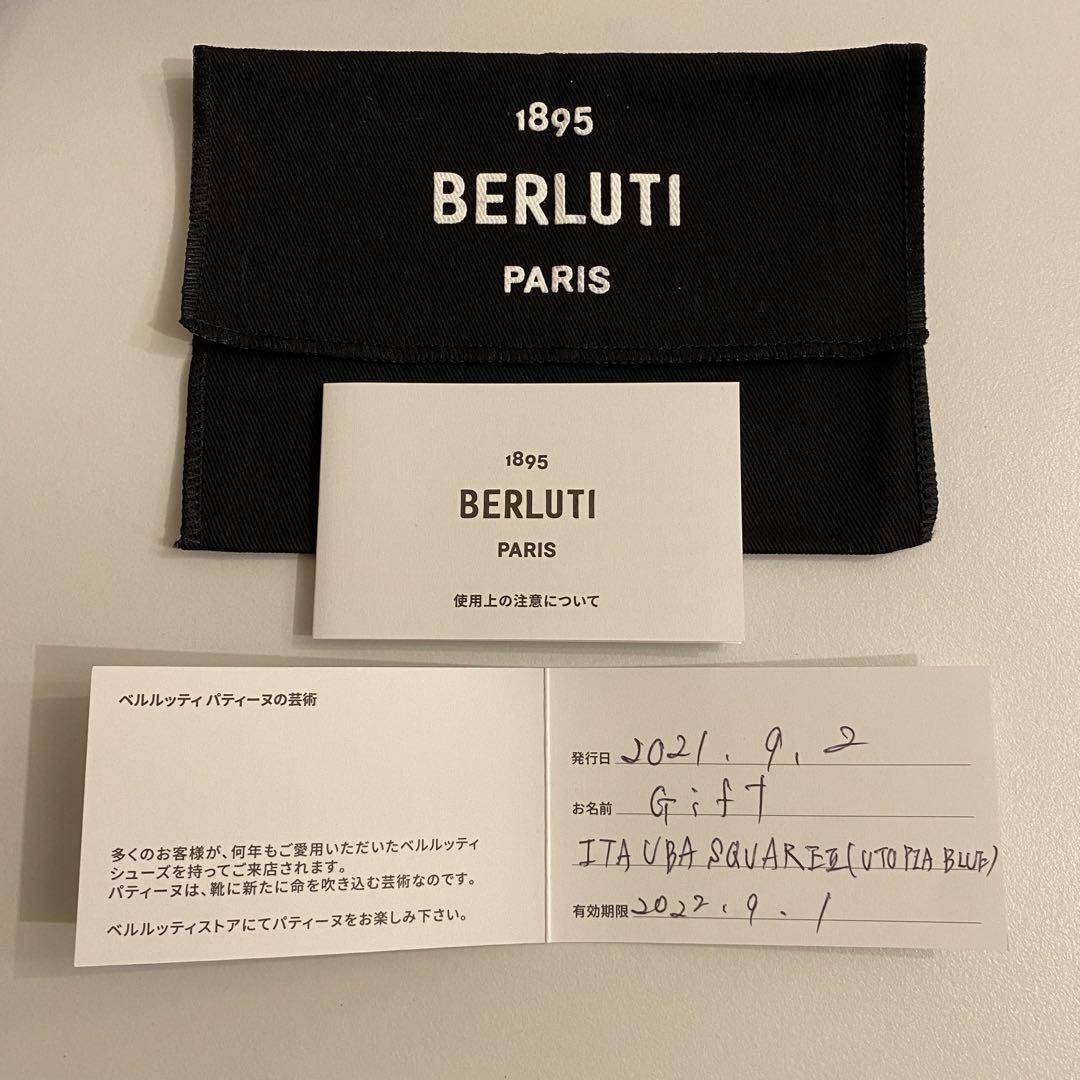 1895
BERLUTI
PARIS
1895
BERLUTI
PARIS
使用上の注意について
ベルルッティ パティーヌの芸術
多くのお客様が、何年もご愛用いただいたベルルッティ
シューズを持ってご来店されます。
パティーヌは、靴に新たに命を吹き込む芸術なのです。
ベルルッティストアにてパティーヌをお楽しみ下さい。
発行日 2021. 9. 2
お名前 Gift
ITAUBA SQUARE Ⅱ (UTOPIA BLUE)
有効期限 2022. 9. 1